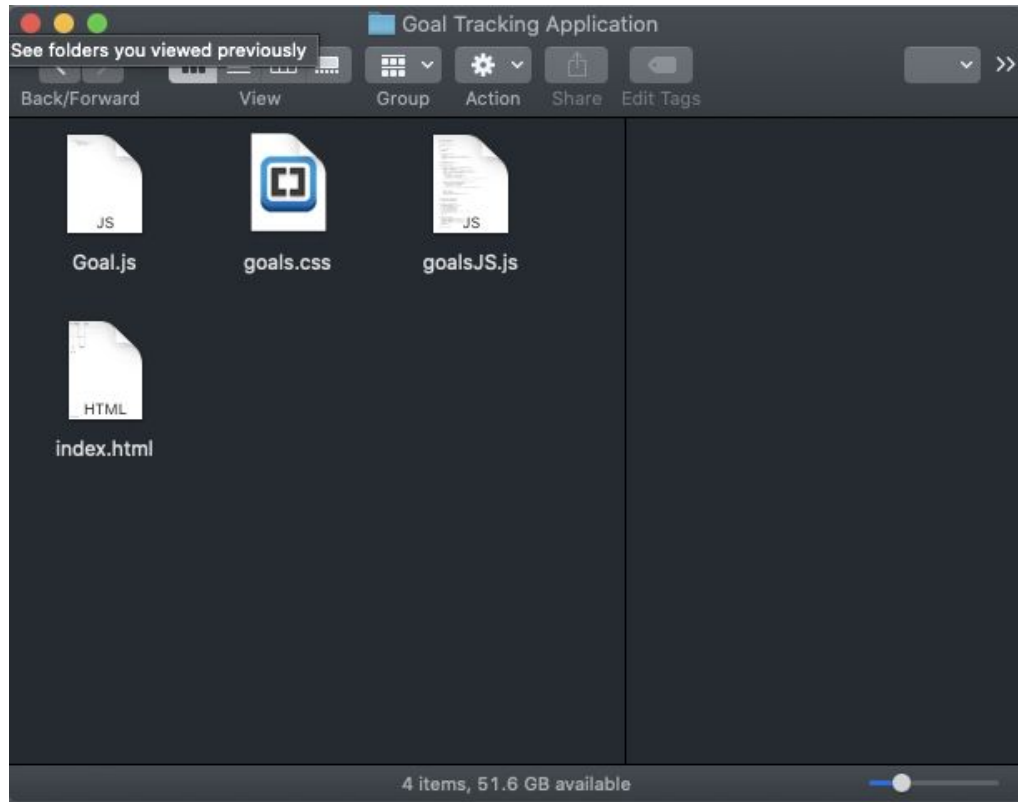 Goal Tracking Application
See folders you viewed previously
Back/Forward View Group Action Share Edit Tags
JS JS
Goal.js goals.css goalsJS.js
HTML
index.html
4 items, 51.6 GB available